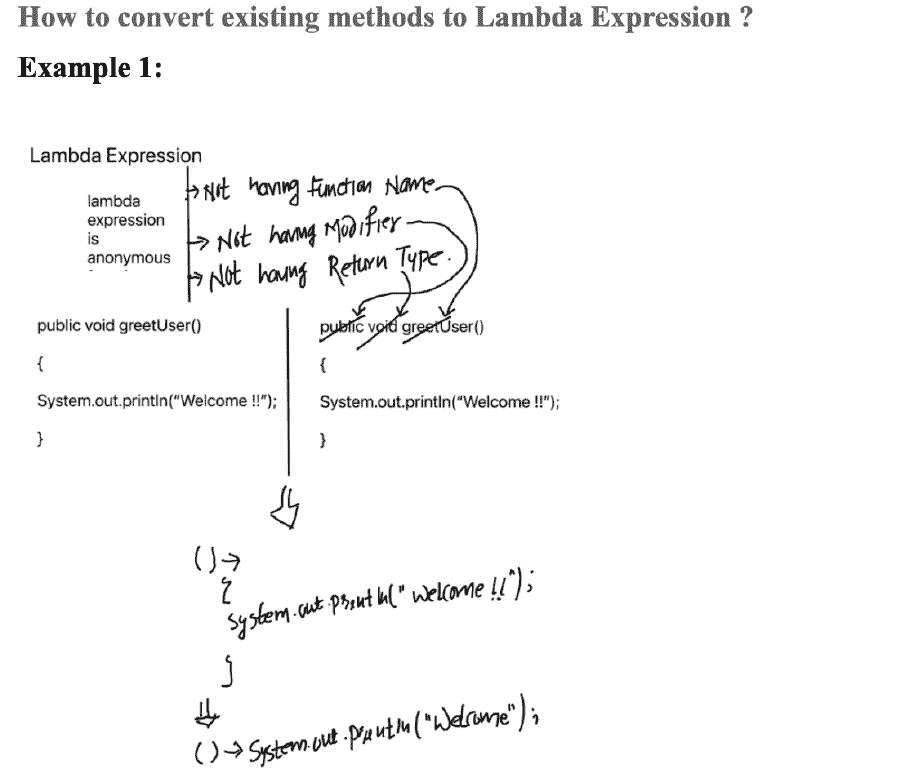 How to convert existing methods to Lambda Expression ?
Example 1:
Lambda Expression
lambda
expression
is
anonymous
→ Not having Function Name
→ Not having Modifier
→ Not having Return Type.
public void greetUser()
{
System.out.println("Welcome !!");
}
public void greetUser()
{
System.out.println("Welcome !!");
}
() →
{
System.out.println("Welcome !!");
}
() → System.out.println("Welcome");